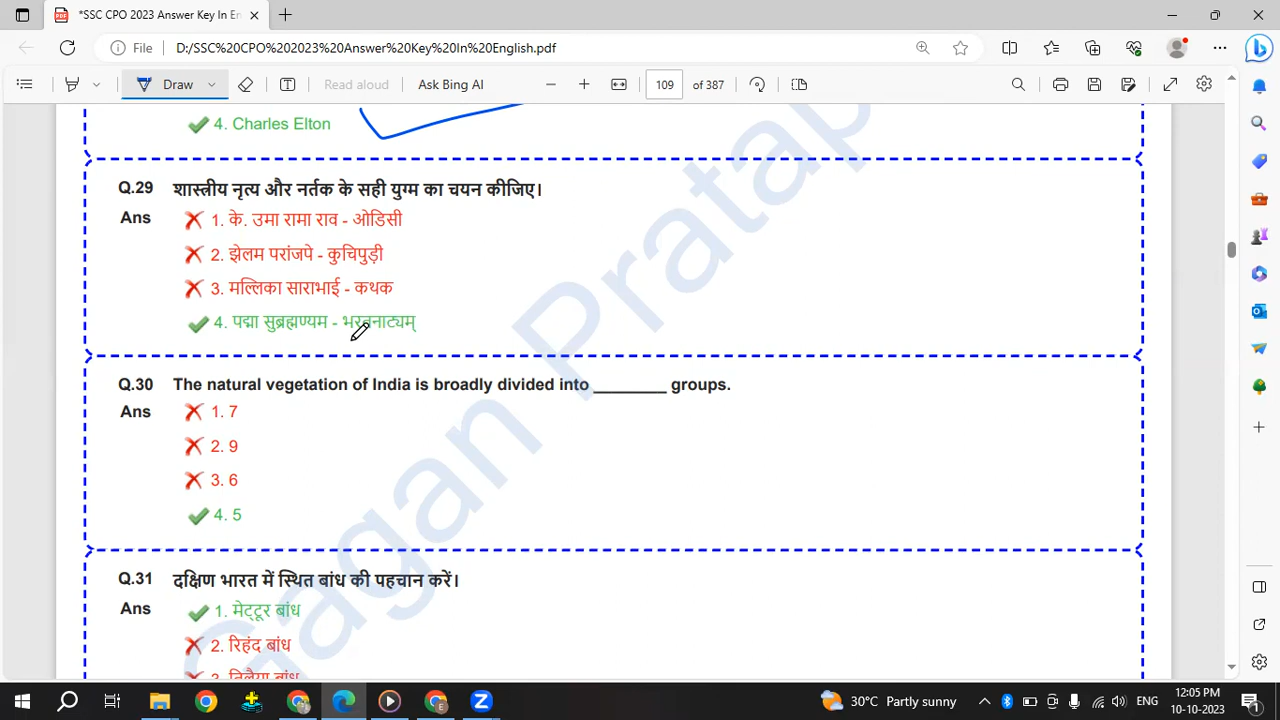 *SSC CPO 2023 Answer Key In En
File
D:/SSC%20CPO%202023%20Answer%20Key%20In%20English.pdf
Draw
Read aloud
Ask Bing AI
109 of 387
4. Charles Elton
Q.29 शास्त्रीय नृत्य और नर्तक के सही युग्म का चयन कीजिए।
Ans 1. के. उमा रामा राव - ओडिसी
2. झेलम परांजपे - कुचिपुड़ी
3. मल्लिका साराभाई - कथक
4. पद्मा सुब्रह्मण्यम - भरतनाट्यम्
Q.30 The natural vegetation of India is broadly divided into ________ groups.
Ans 1. 7
2. 9
3. 6
4. 5
Q.31 दक्षिण भारत में स्थित बांध की पहचान करें।
Ans 1. मेट्टूर बांध
2. रिहंद बांध
3. तिलैया बांध
Gagan Pratap
30°C Partly sunny
ENG
12:05 PM
10-10-2023